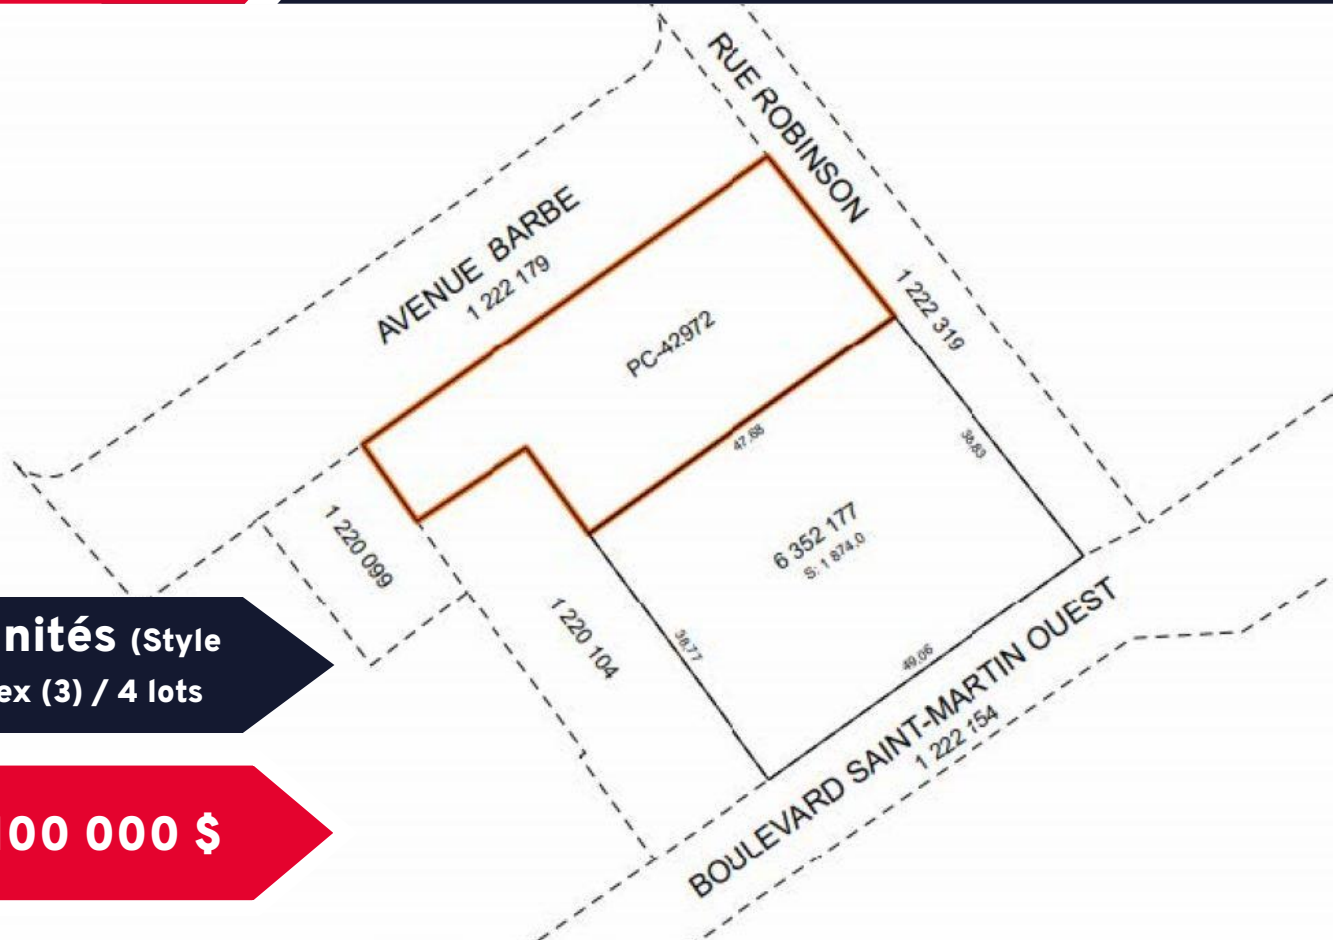 RUE ROBINSON
AVENUE BARBE
1 222 179
1 222 319
PC-42972
47,68
38,83
6 352 177
S: 1 874,0
1 220 099
1 220 104
38,77
49,06
BOULEVARD SAINT-MARTIN OUEST
1 222 154
nités (Style
ex (3) / 4 lots
100 000 $